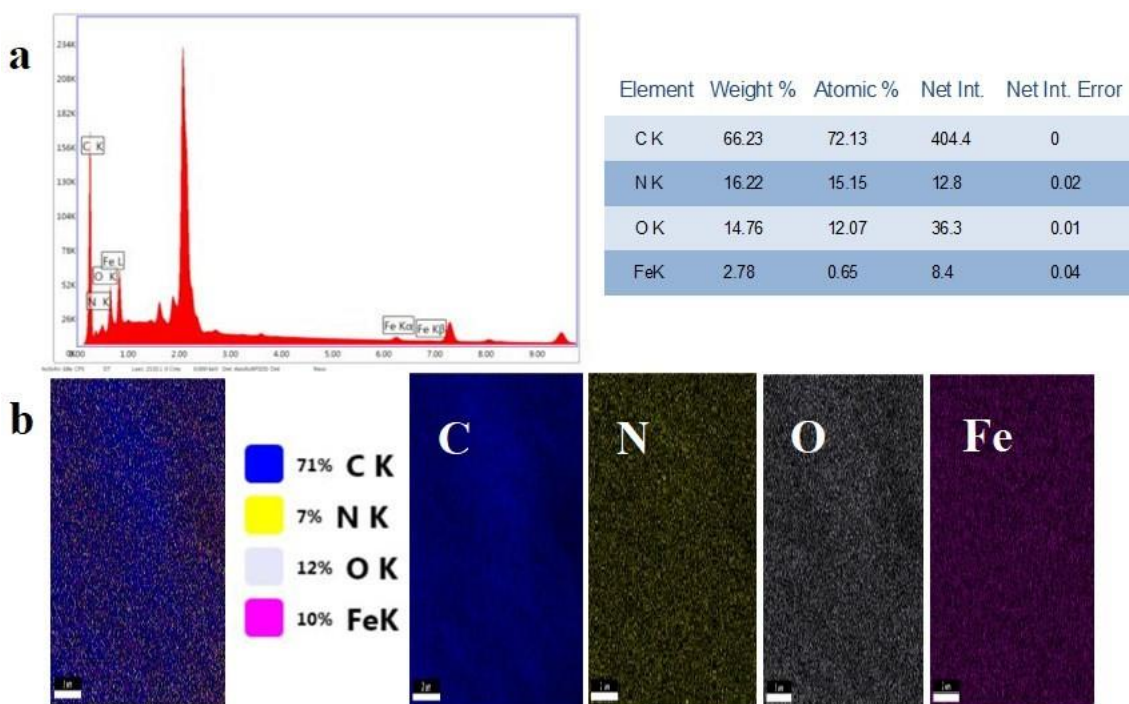 a
234K
208K
182K
156K
130K
104K
78K
52K
26K
C K
Fe L
O K
N K
Fe Kα
Fe Kβ
0.00 1.00 2.00 3.00 4.00 5.00 6.00 7.00 8.00 9.00
Element Weight % Atomic % Net Int. Net Int. Error
C K 66.23 72.13 404.4 0
N K 16.22 15.15 12.8 0.02
O K 14.76 12.07 36.3 0.01
FeK 2.78 0.65 8.4 0.04
b
71% C K
7% N K
12% O K
10% FeK
C
N
O
Fe